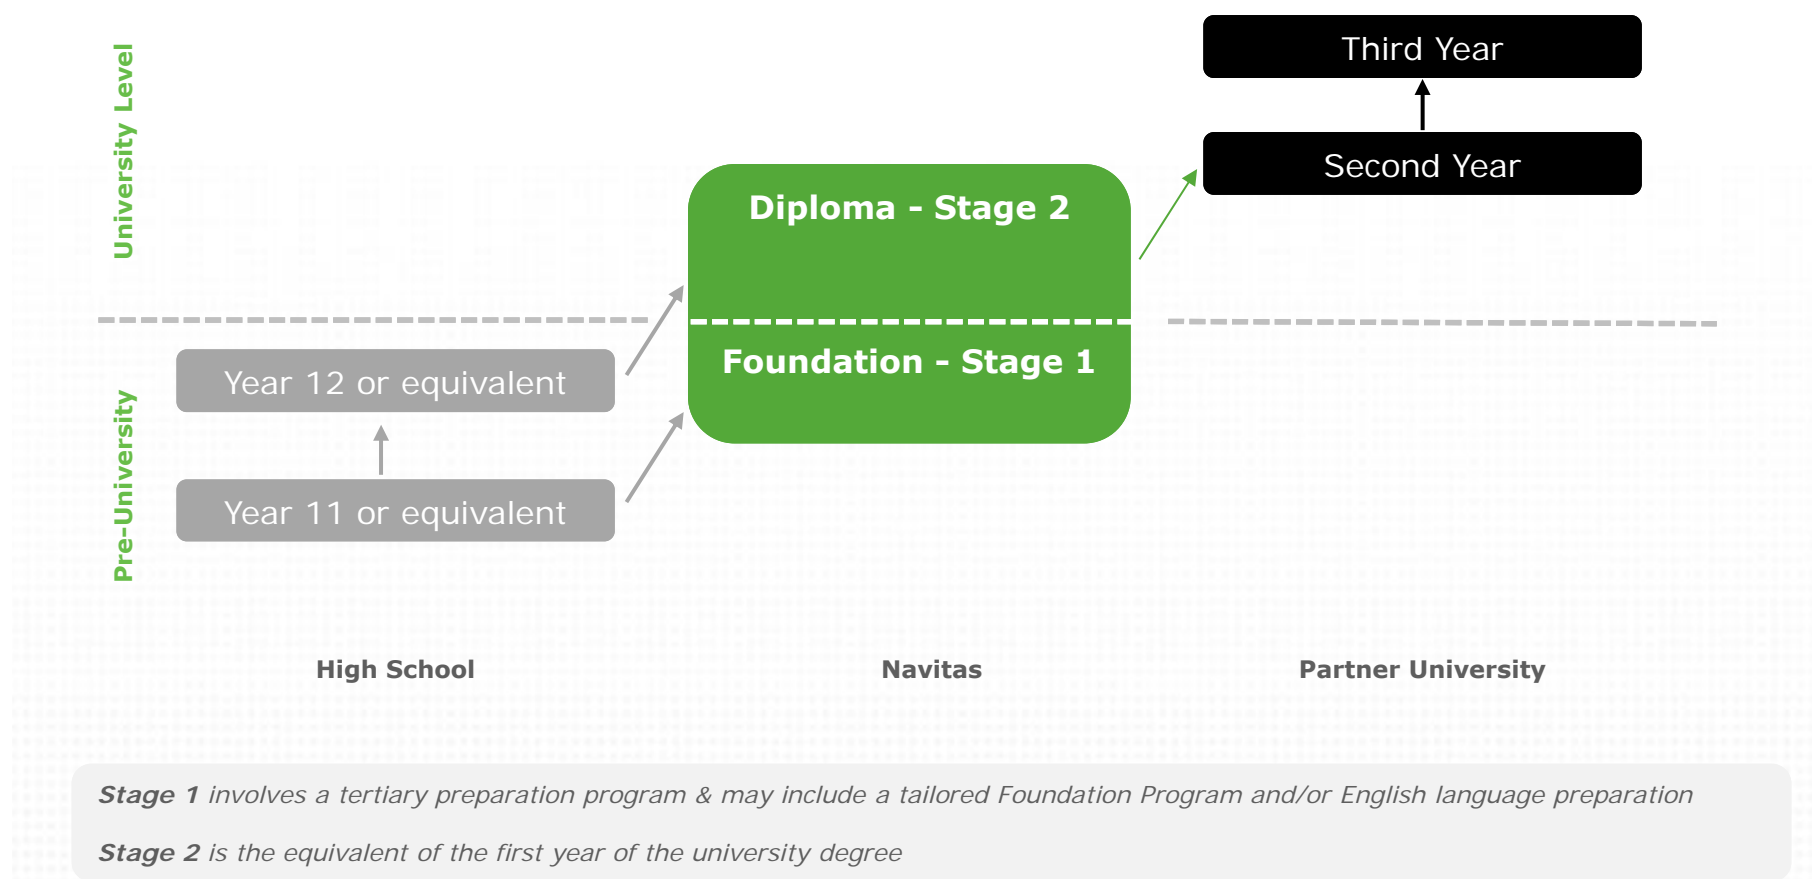 University Level
Pre-University
Third Year
Second Year
Diploma - Stage 2
Foundation - Stage 1
Year 12 or equivalent
Year 11 or equivalent
High School
Navitas
Partner University
Stage 1 involves a tertiary preparation program & may include a tailored Foundation Program and/or English language preparation
Stage 2 is the equivalent of the first year of the university degree